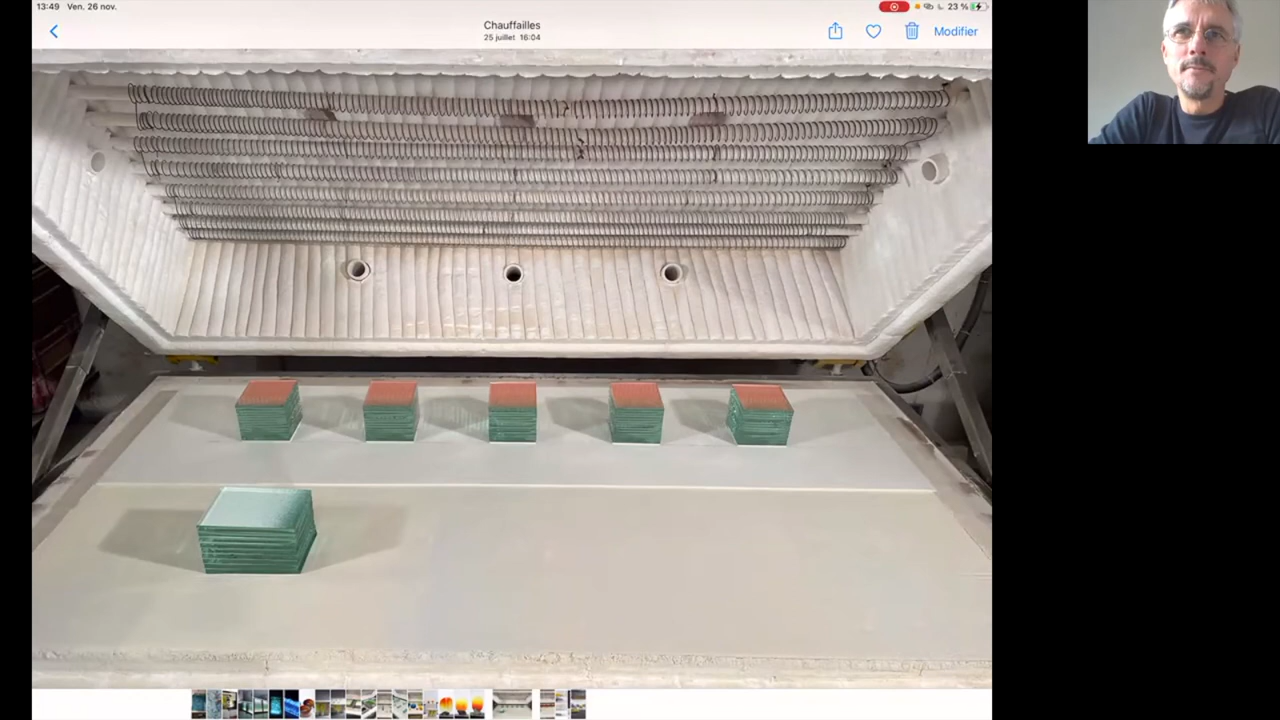 13:49 Ven. 26 nov.
23 %
Chauffailles
25 juillet 16:04
Modifier